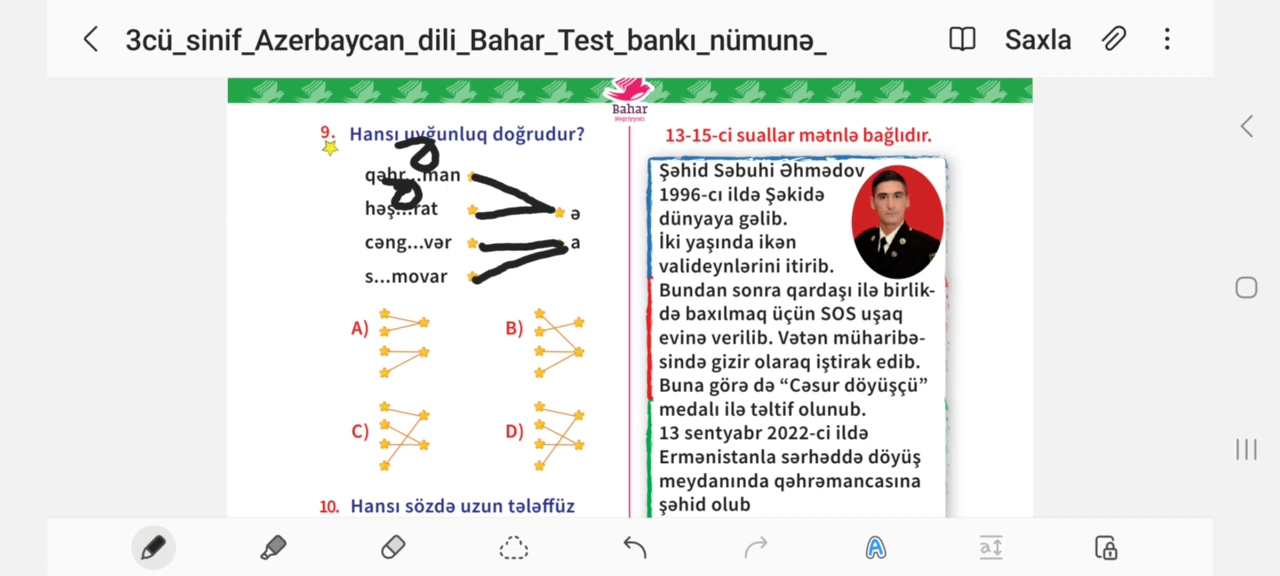 3cü_sinif_Azerbaycan_dili_Bahar_Test_bankı_nümunə_
Saxla
Bahar
Nəşriyyatı
9. Hansı uyğunluq doğrudur?
qəhr...man
həş...rat
cəng...vər
s...movar
ə
a
A)
B)
C)
D)
10. Hansı sözdə uzun tələffüz
13-15-ci suallar mətnlə bağlıdır.
Şəhid Səbuhi Əhmədov
1996-cı ildə Şəkidə
dünyaya gəlib.
İki yaşında ikən
valideynlərini itirib.
Bundan sonra qardaşı ilə birlik-
də baxılmaq üçün SOS uşaq
evinə verilib. Vətən müharibə-
sində gizir olaraq iştirak edib.
Buna görə də “Cəsur döyüşçü”
medalı ilə təltif olunub.
13 sentyabr 2022-ci ildə
Ermənistanla sərhəddə döyüş
meydanında qəhrəmancasına
şəhid olub